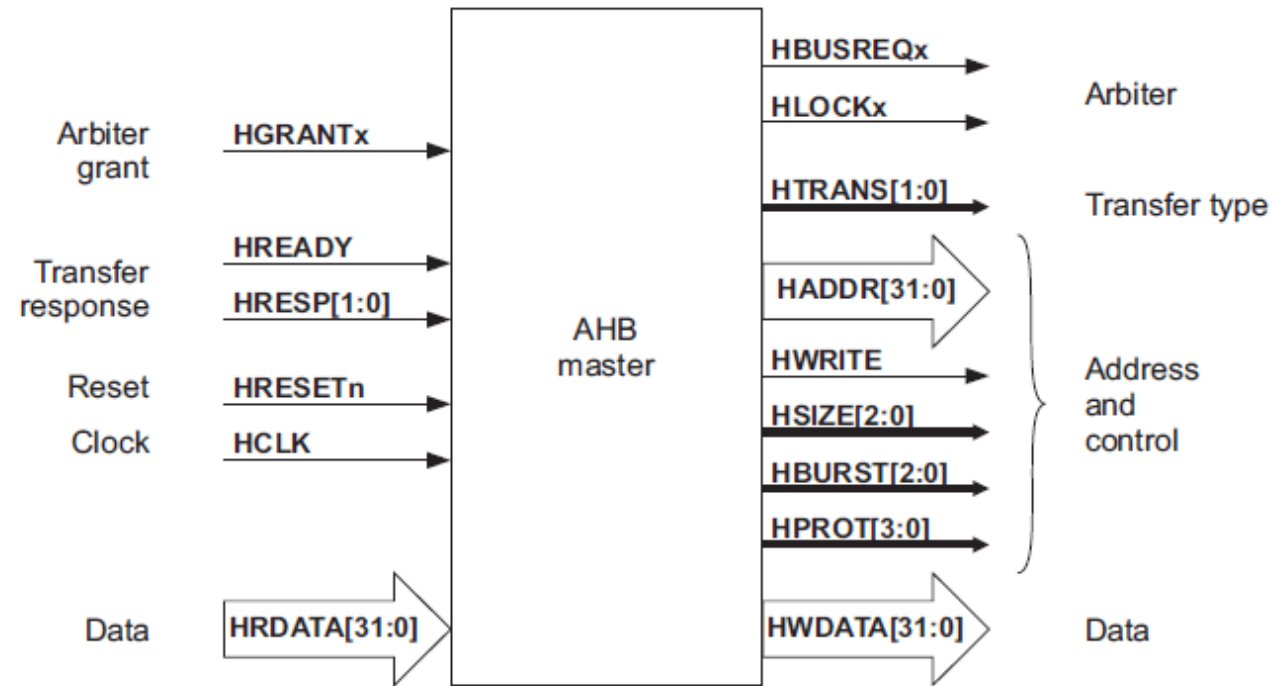 Arbiter
grant
HGRANTx
Transfer
response
HREADY
HRESP[1:0]
Reset
HRESETn
Clock
HCLK
Data
HRDATA[31:0]
AHB
master
HBUSREQx
HLOCKx
Arbiter
HTRANS[1:0]
Transfer type
HADDR[31:0]
HWRITE
HSIZE[2:0]
HBURST[2:0]
HPROT[3:0]
Address
and
control
HWDATA[31:0]
Data